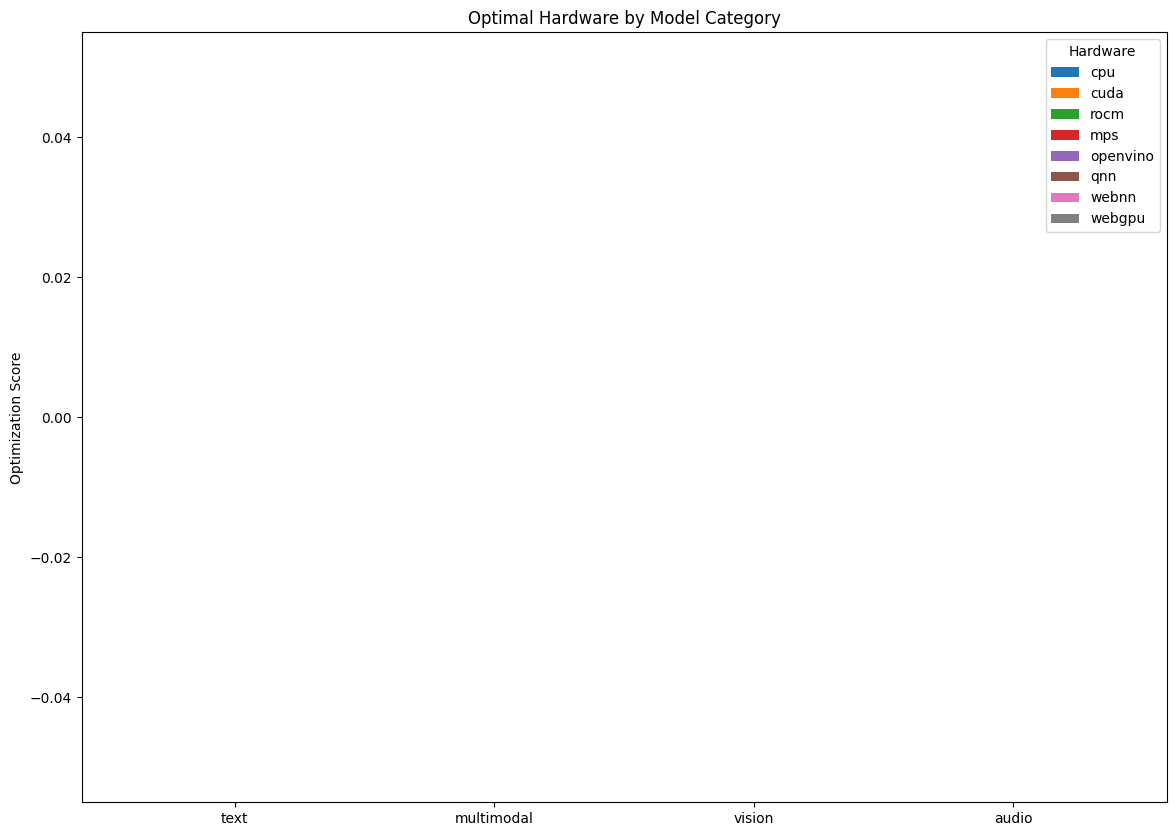 Optimal Hardware by Model Category
Hardware
cpu
cuda
rocm
mps
openvino
qnn
webnn
webgpu
0.04
0.02
0.00
−0.02
−0.04
Optimization Score
text
multimodal
vision
audio